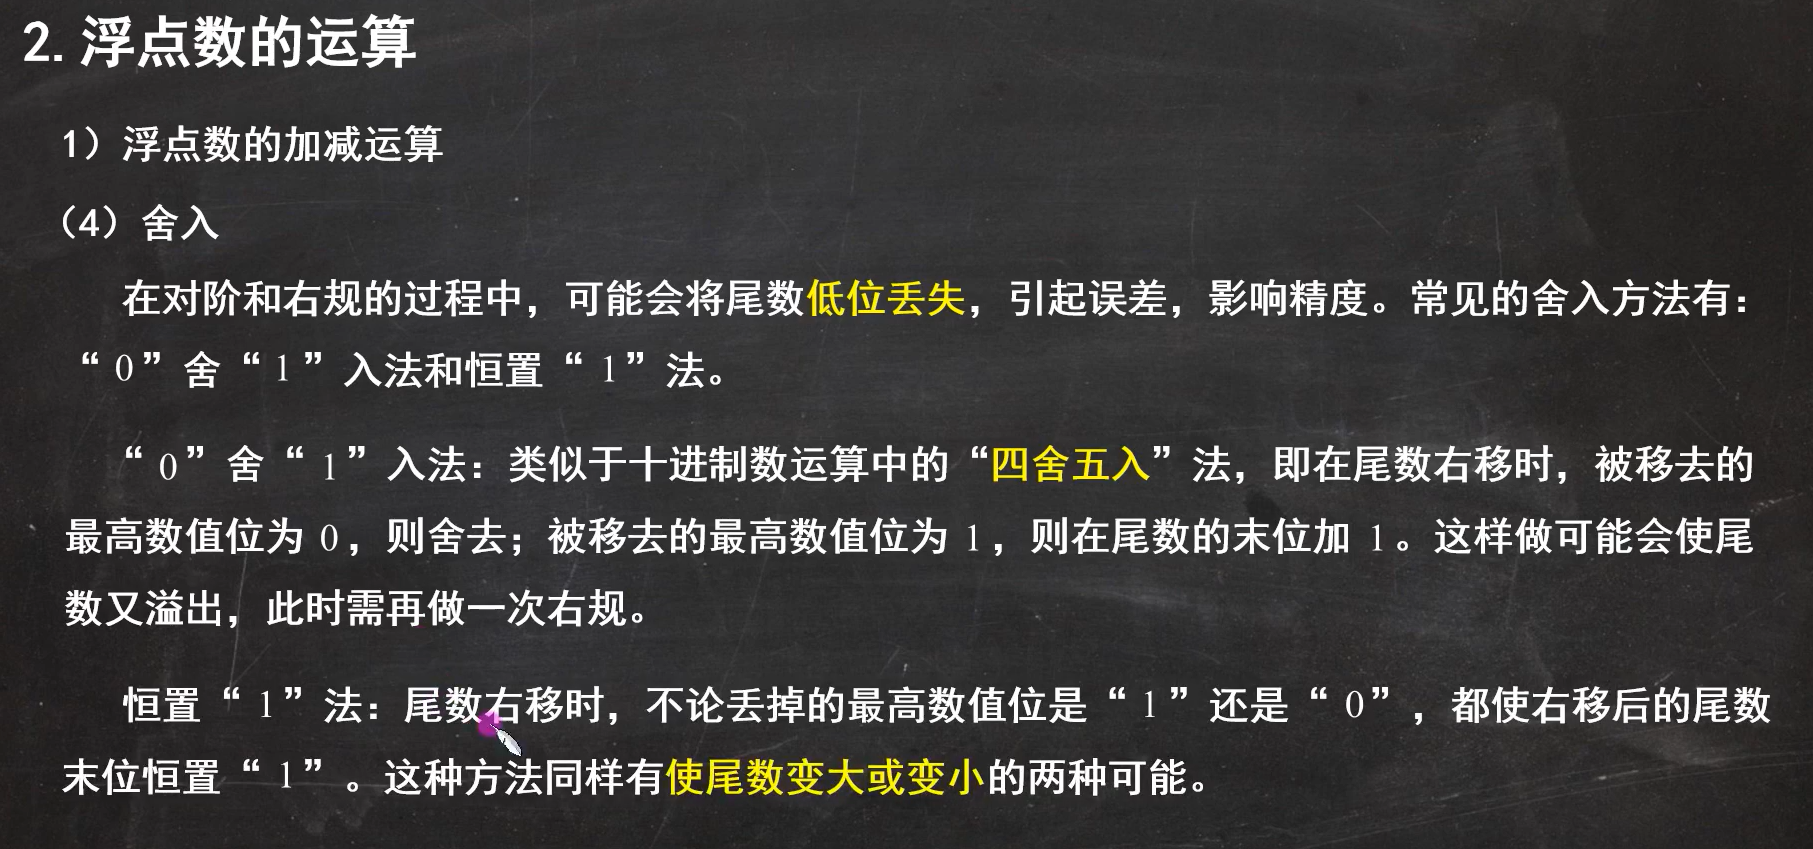 2. 浮点数的运算
1）浮点数的加减运算
（4）舍入
在对阶和右规的过程中，可能会将尾数低位丢失，引起误差，影响精度。常见的舍入方法有：
“0”舍“1”入法和恒置“1”法。
“0”舍“1”入法：类似于十进制数运算中的“四舍五入”法，即在尾数右移时，被移去的
最高数值位为 0，则舍去；被移去的最高数值位为 1，则在尾数的末位加 1。这样做可能会使尾
数又溢出，此时需再做一次右规。
恒置“1”法：尾数右移时，不论丢掉的最高数值位是“1”还是“0”，都使右移后的尾数
末位恒置“1”。这种方法同样有使尾数变大或变小的两种可能。